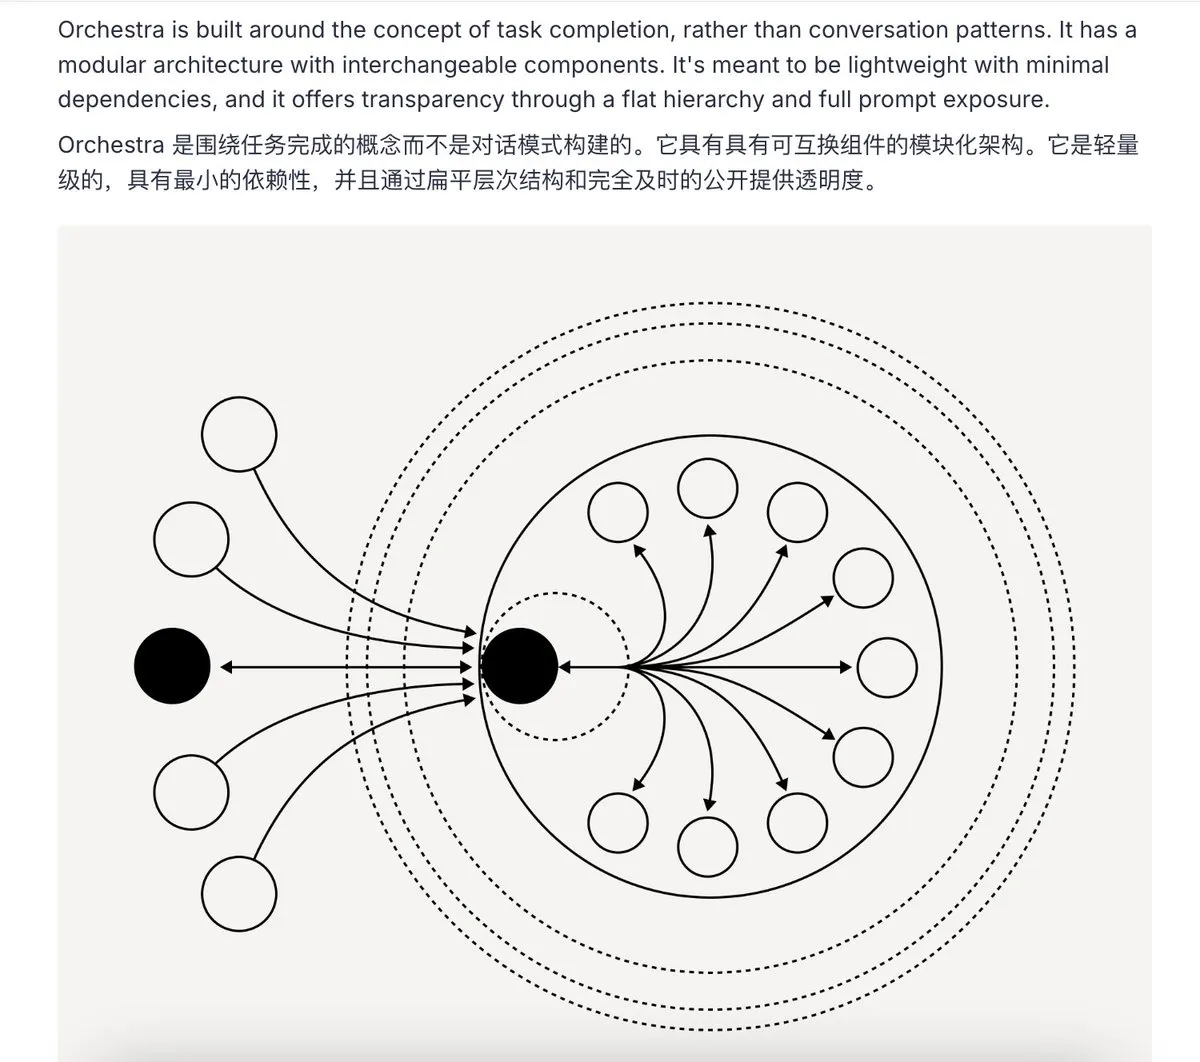 Orchestra is built around the concept of task completion, rather than conversation patterns. It has a
modular architecture with interchangeable components. It's meant to be lightweight with minimal
dependencies, and it offers transparency through a flat hierarchy and full prompt exposure.
Orchestra 是围绕任务完成的概念而不是对话模式构建的。它具有具有可互换组件的模块化架构。它是轻量
级的，具有最小的依赖性，并且通过扁平层次结构和完全及时的公开提供透明度。